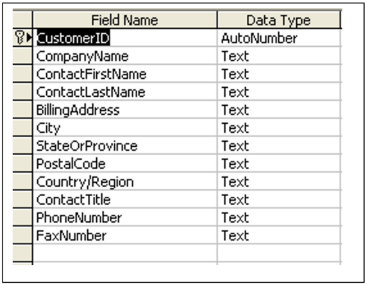 Field Name Data Type
CustomerID AutoNumber
CompanyName Text
ContactFirstName Text
ContactLastName Text
BillingAddress Text
City Text
StateOrProvince Text
PostalCode Text
Country/Region Text
ContactTitle Text
PhoneNumber Text
FaxNumber Text